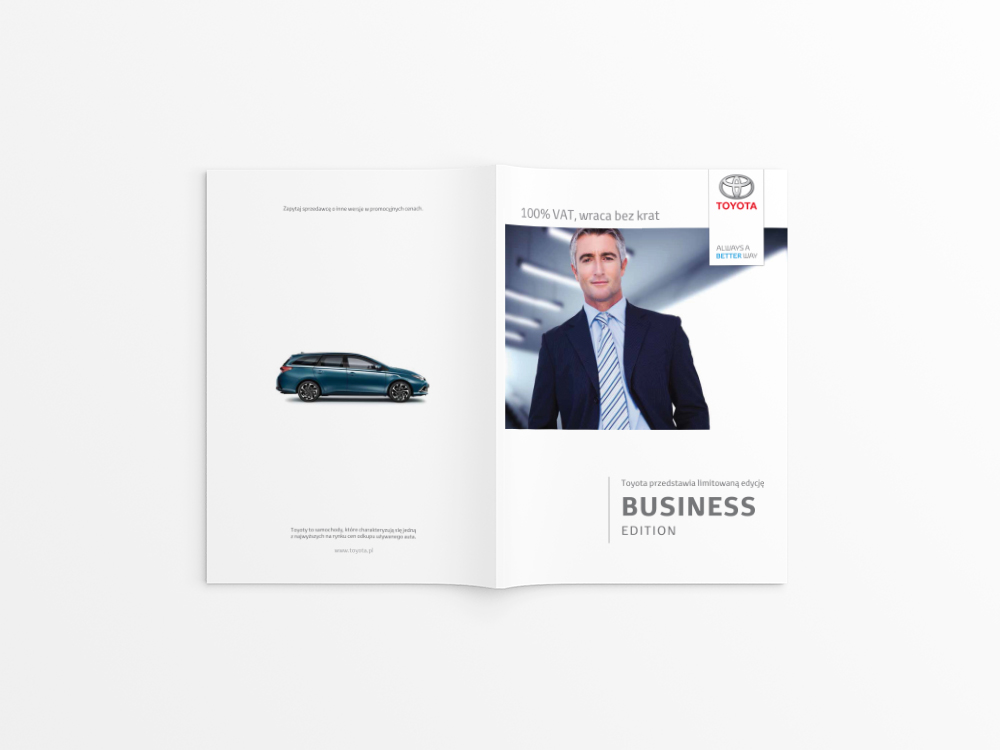 Zapytaj sprzedawcę o inne wersje w promocyjnych cenach.
Toyoty to samochody, które charakteryzują się jedną
z najwyższych na rynku cen odkupu używanego auta.
www.toyota.pl
100% VAT, wraca bez krat
TOYOTA
ALWAYS A
BETTER WAY
Toyota przedstawia limitowaną edycję
BUSINESS
EDITION